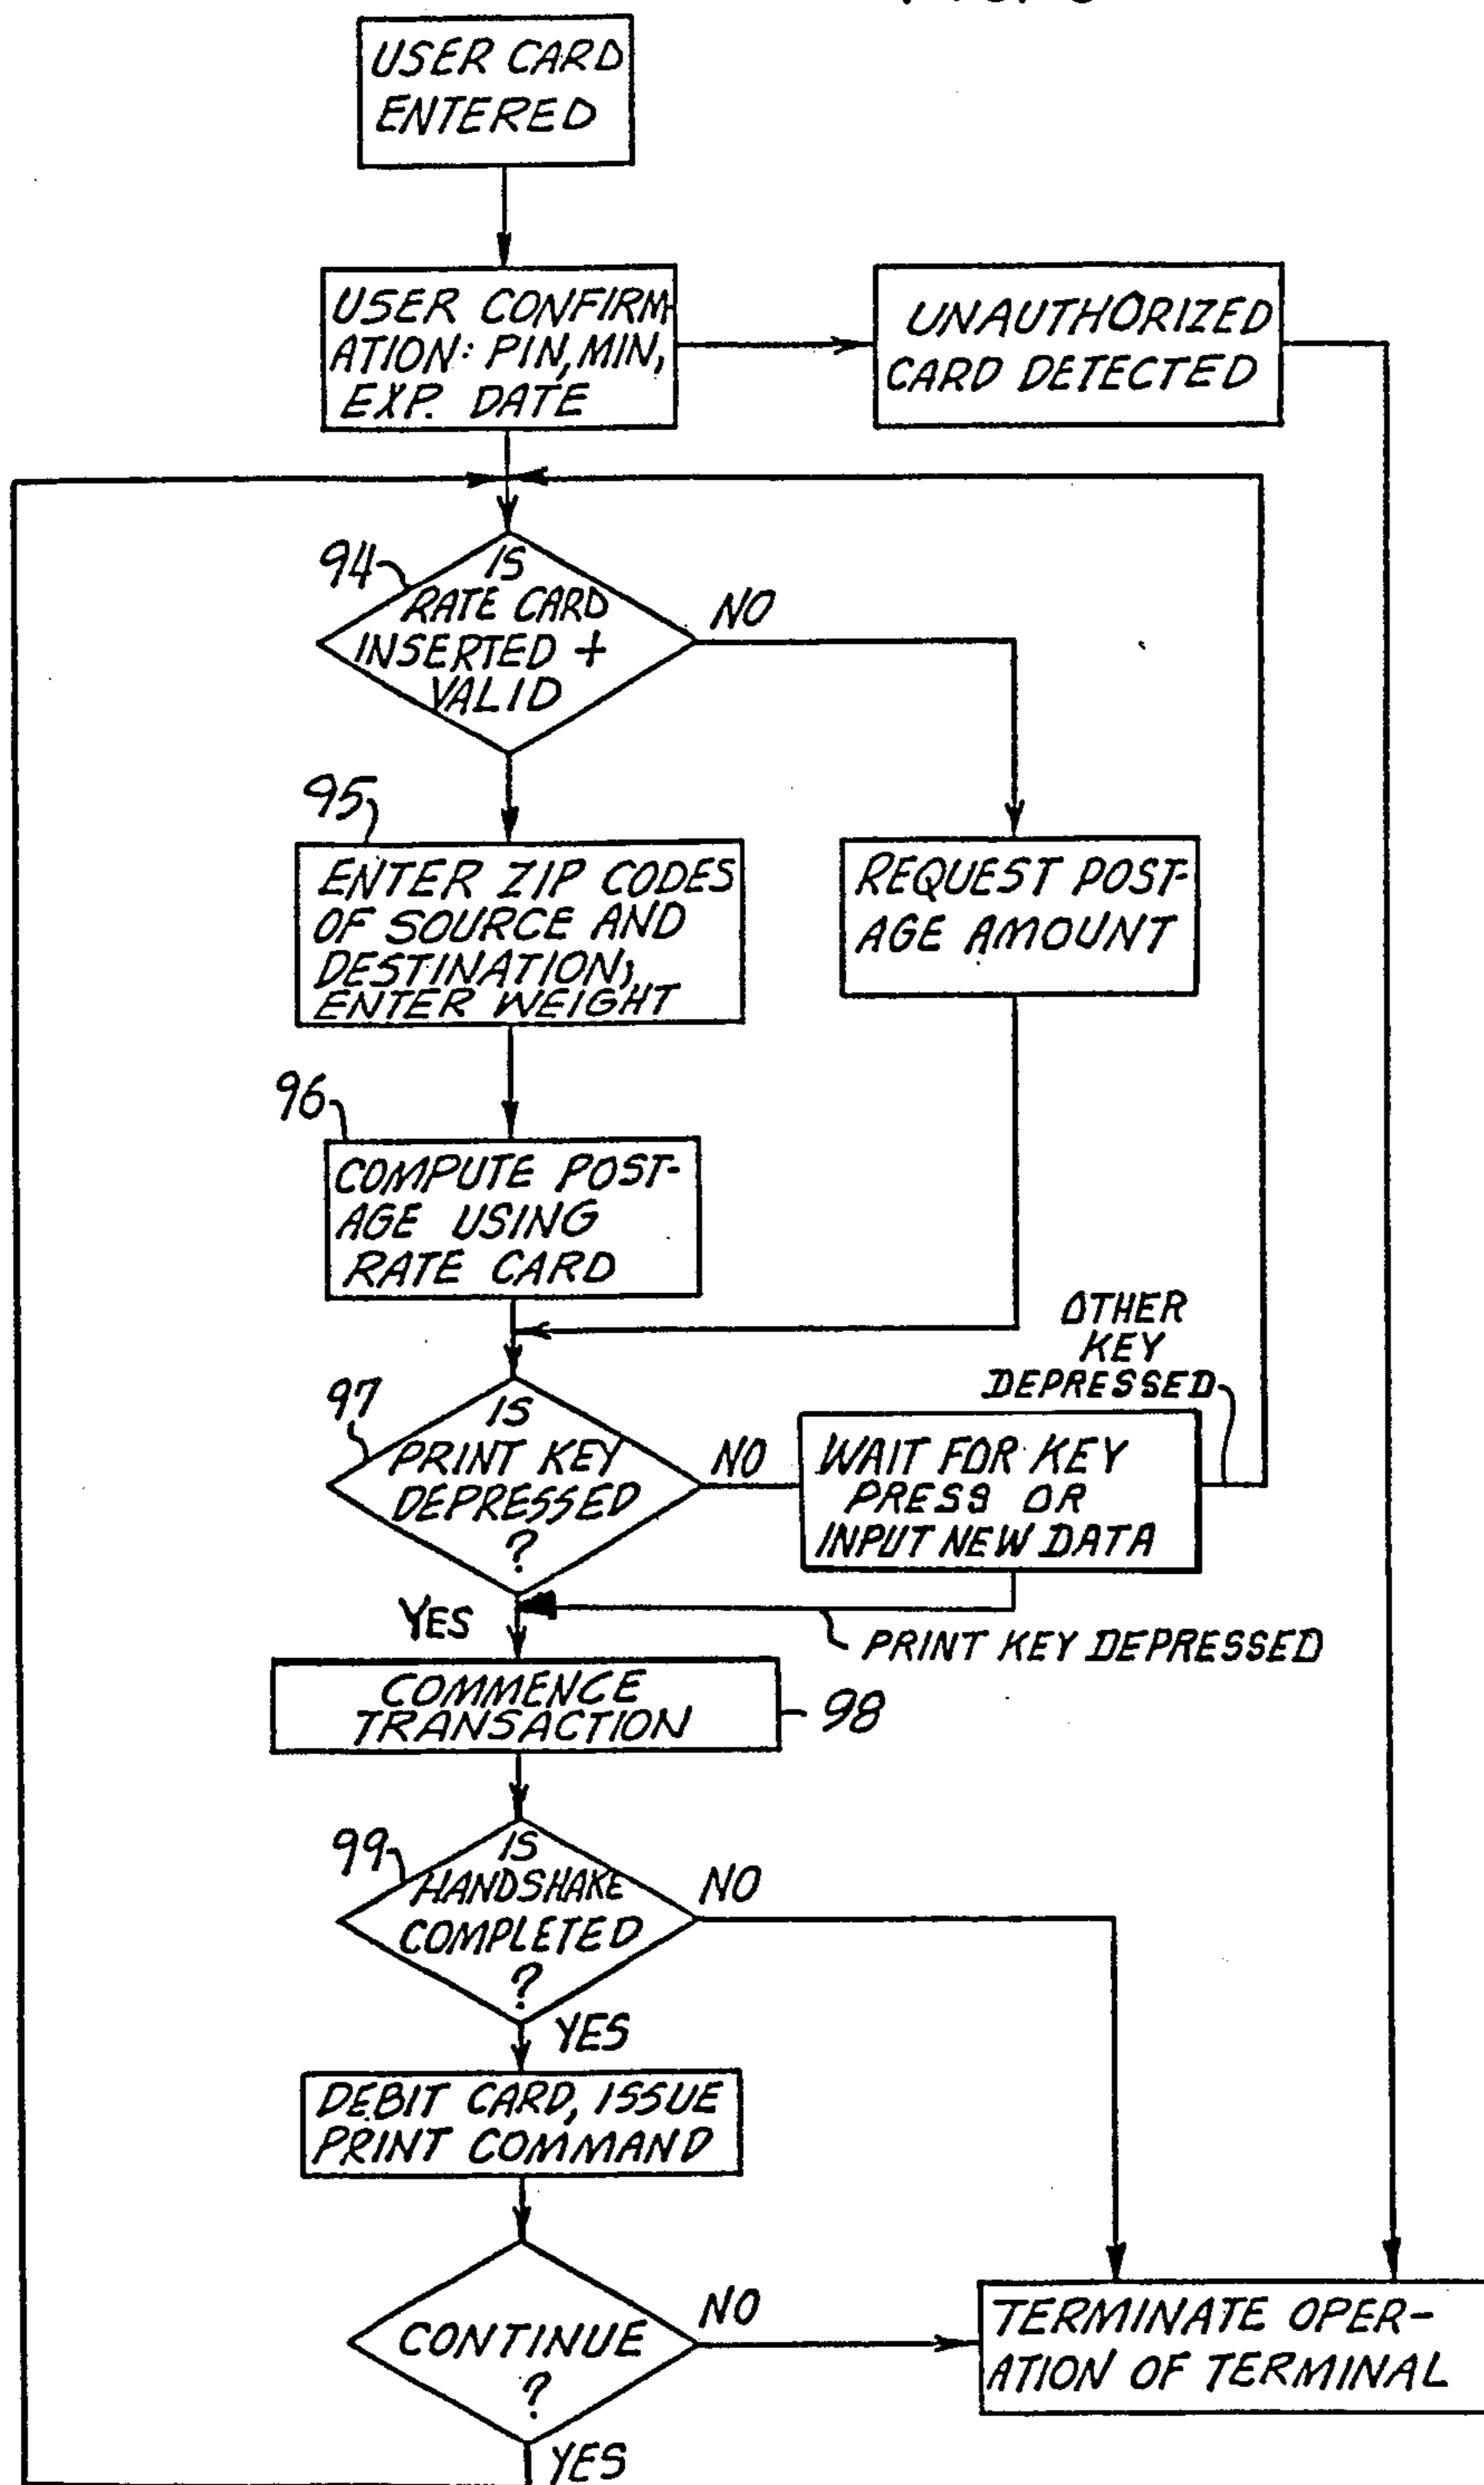 USER CARD
ENTERED
USER CONFIRM-
ATION: PIN, MIN,
EXP. DATE
UNAUTHORIZED
CARD DETECTED
94
IS
RATE CARD
INSERTED +
VALID
NO
95
ENTER ZIP CODES
OF SOURCE AND
DESTINATION;
ENTER WEIGHT
REQUEST POST-
AGE AMOUNT
96
COMPUTE POST-
AGE USING
RATE CARD
OTHER
KEY
DEPRESSED
97
IS
PRINT KEY
DEPRESSED
?
NO
WAIT FOR KEY
PRESS OR
INPUT NEW DATA
YES
PRINT KEY DEPRESSED
COMMENCE
TRANSACTION
98
99
IS
HANDSHAKE
COMPLETED
?
NO
YES
DEBIT CARD, ISSUE
PRINT COMMAND
CONTINUE
?
NO
TERMINATE OPER-
ATION OF TERMINAL
YES